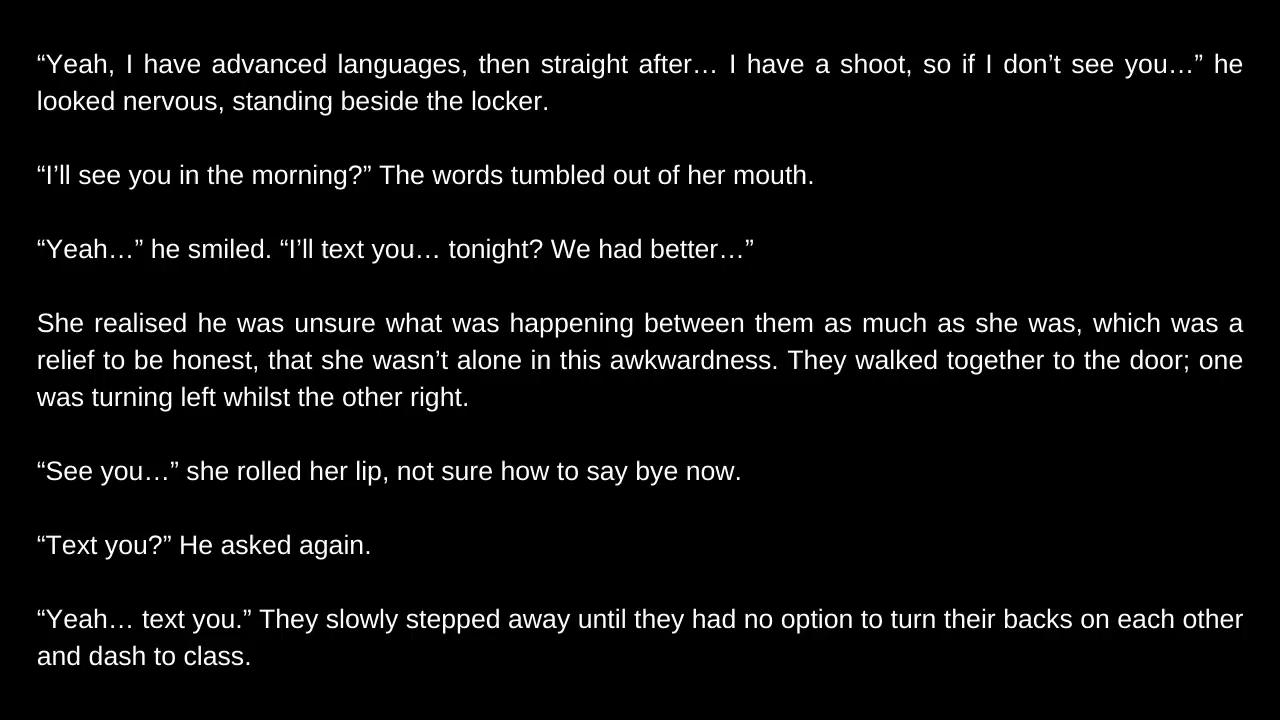 “Yeah, I have advanced languages, then straight after… I have a shoot, so if I don’t see you…” he
looked nervous, standing beside the locker.
“I’ll see you in the morning?” The words tumbled out of her mouth.
“Yeah…” he smiled. “I’ll text you… tonight? We had better…”
She realised he was unsure what was happening between them as much as she was, which was a
relief to be honest, that she wasn’t alone in this awkwardness. They walked together to the door; one
was turning left whilst the other right.
“See you…” she rolled her lip, not sure how to say bye now.
“Text you?” He asked again.
“Yeah… text you.” They slowly stepped away until they had no option to turn their backs on each other
and dash to class.